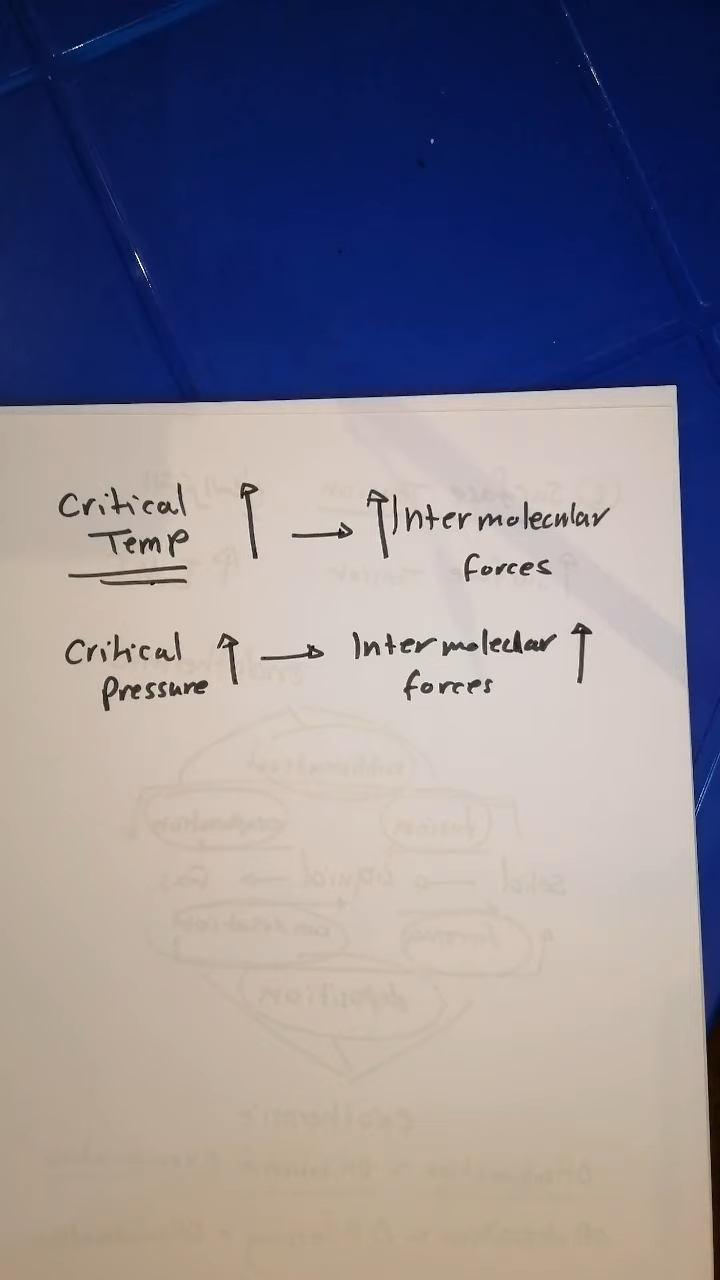 Critical ↑ → ↑ Intermolecular
Temp forces
Critical ↑ → Intermolecular ↑
Pressure forces